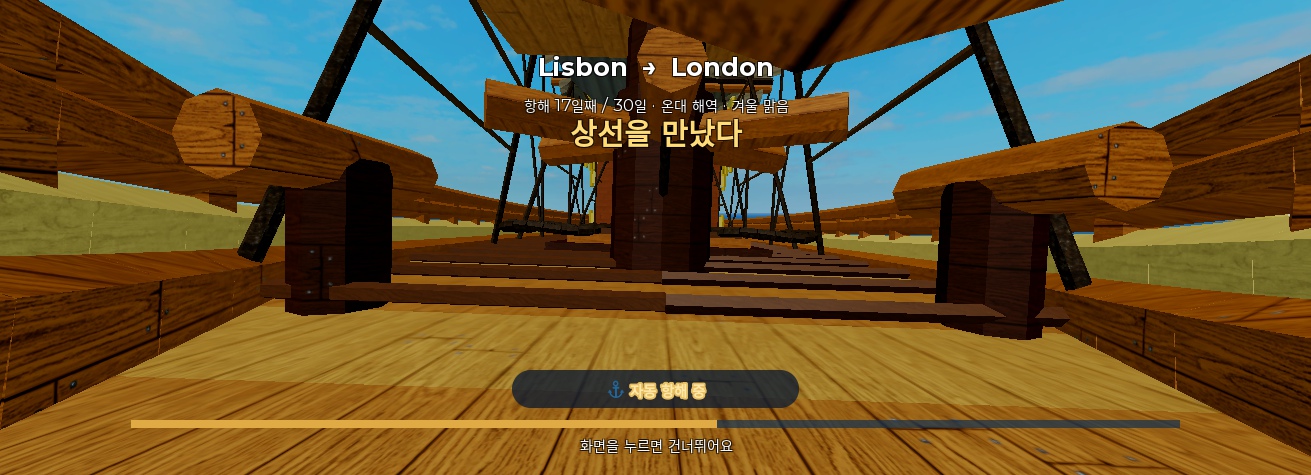 Lisbon → London
항해 17일째 / 30일 · 온대 해역 · 겨울 맑음
상선을 만났다
자동 항해 중
화면을 누르면 건너뛰어요